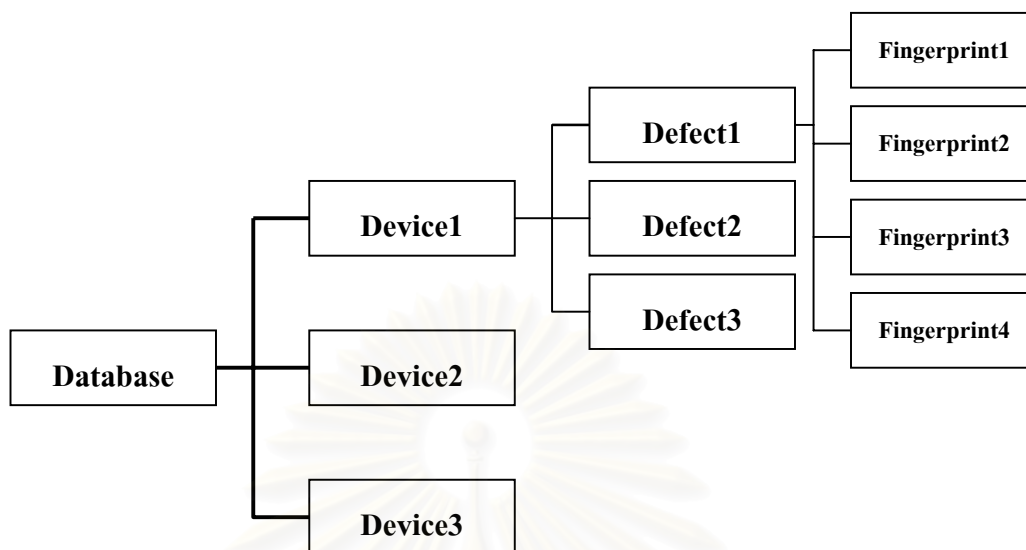 Database
Device1
Device2
Device3
Defect1
Defect2
Defect3
Fingerprint1
Fingerprint2
Fingerprint3
Fingerprint4